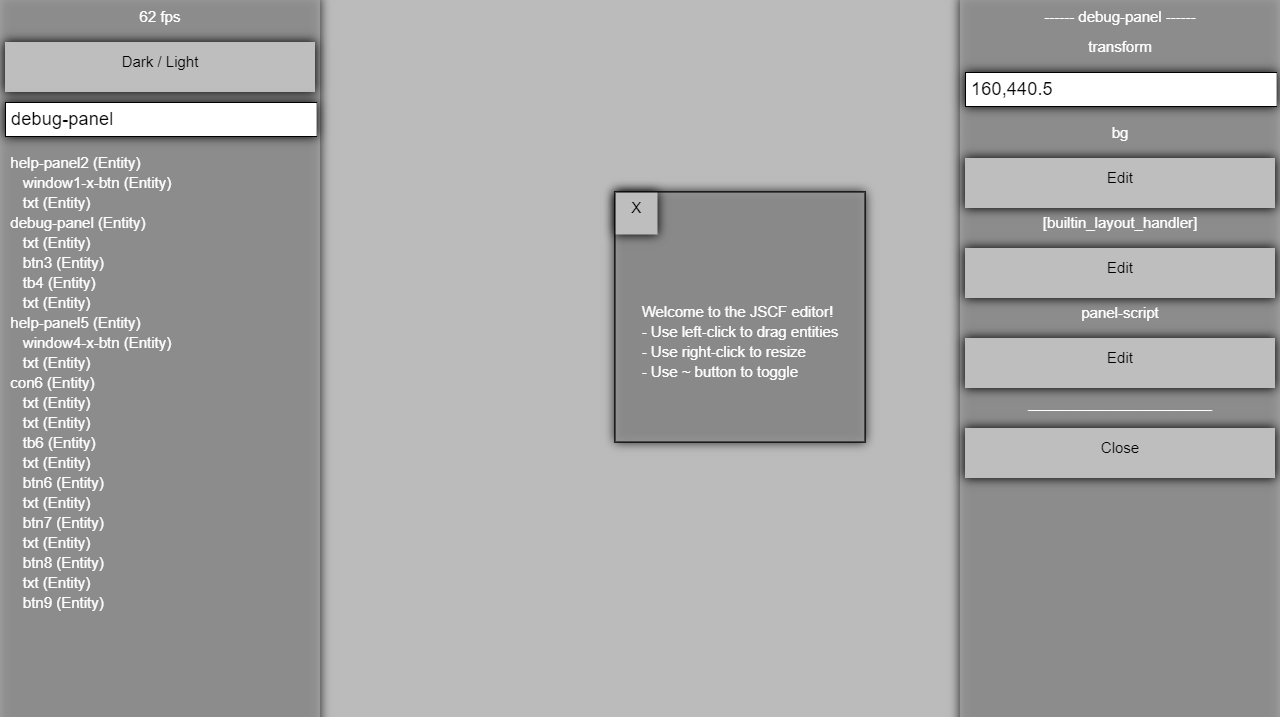 62 fps
Dark / Light
debug-panel
help-panel2 (Entity)
window1-x-btn (Entity)
txt (Entity)
debug-panel (Entity)
txt (Entity)
btn3 (Entity)
tb4 (Entity)
txt (Entity)
help-panel5 (Entity)
window4-x-btn (Entity)
txt (Entity)
con6 (Entity)
txt (Entity)
txt (Entity)
tb6 (Entity)
txt (Entity)
btn6 (Entity)
txt (Entity)
btn7 (Entity)
txt (Entity)
btn8 (Entity)
txt (Entity)
btn9 (Entity)
X
Welcome to the JSCF editor!
- Use left-click to drag entities
- Use right-click to resize
- Use ~ button to toggle
------ debug-panel ------
transform
160,440.5
bg
Edit
[builtin_layout_handler]
Edit
panel-script
Edit
_______________________
Close